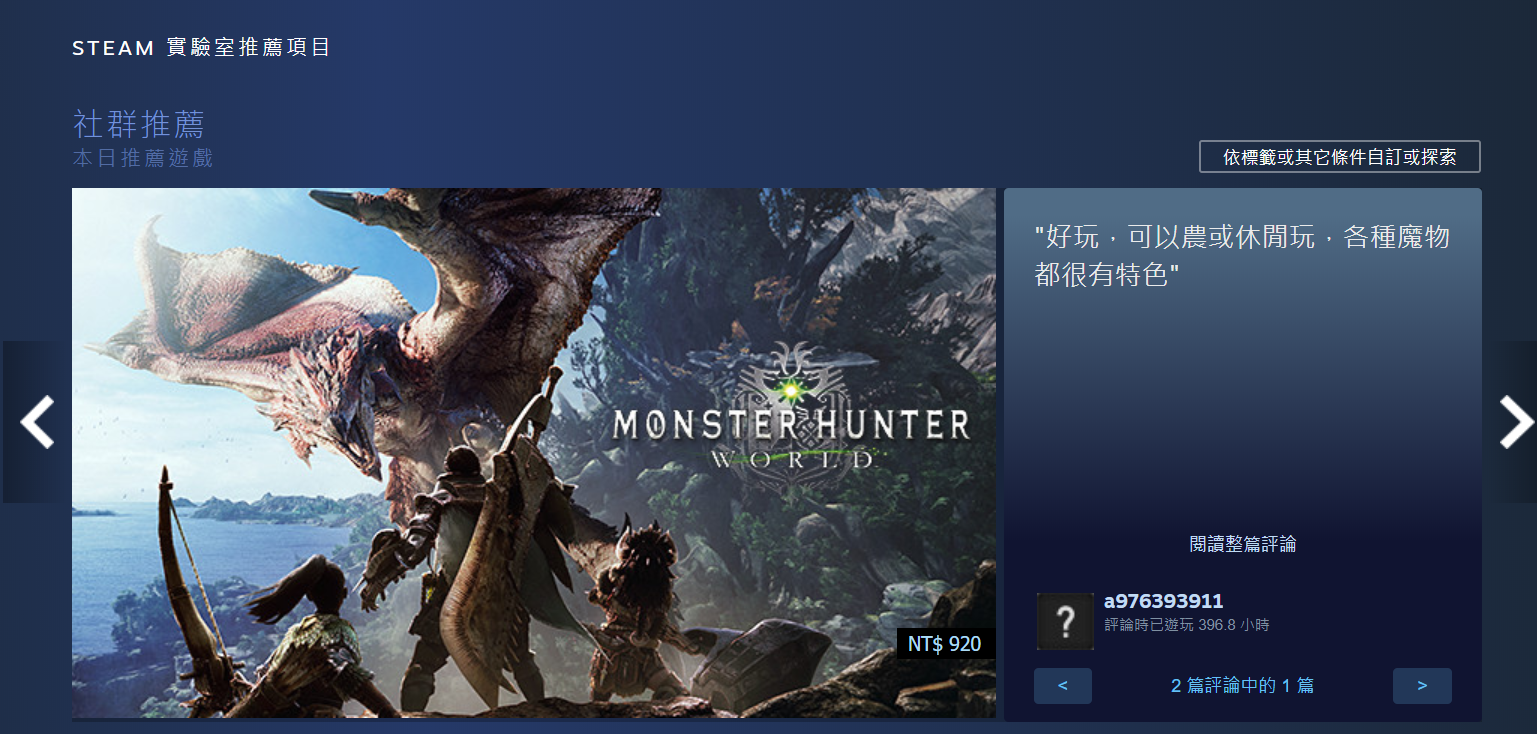 STEAM 實驗室推薦項目
社群推薦
本日推薦遊戲
依標籤或其它條件自訂或探索
MONSTER HUNTER
WORLD
NT$ 920
"好玩，可以農或休閒玩，各種魔物
都很有特色"
閱讀整篇評論
?
a976393911
評論時已遊玩 396.8 小時
<
2 篇評論中的 1 篇
>